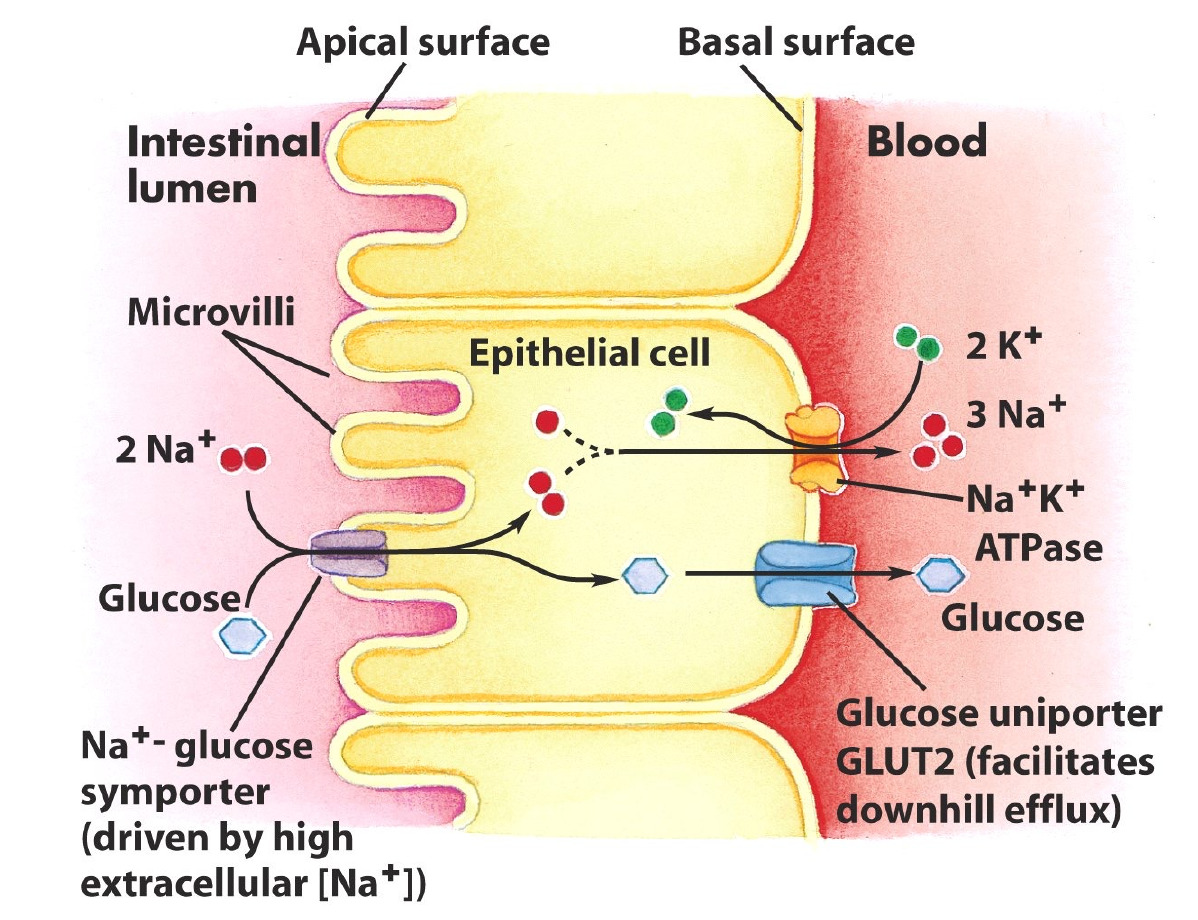 Apical surface
Basal surface
Intestinal
lumen
Blood
Microvilli
Epithelial cell
2 K⁺
3 Na⁺
2 Na⁺
Na⁺K⁺
ATPase
Glucose
Glucose
Na⁺- glucose
symporter
(driven by high
extracellular [Na⁺])
Glucose uniporter
GLUT2 (facilitates
downhill efflux)